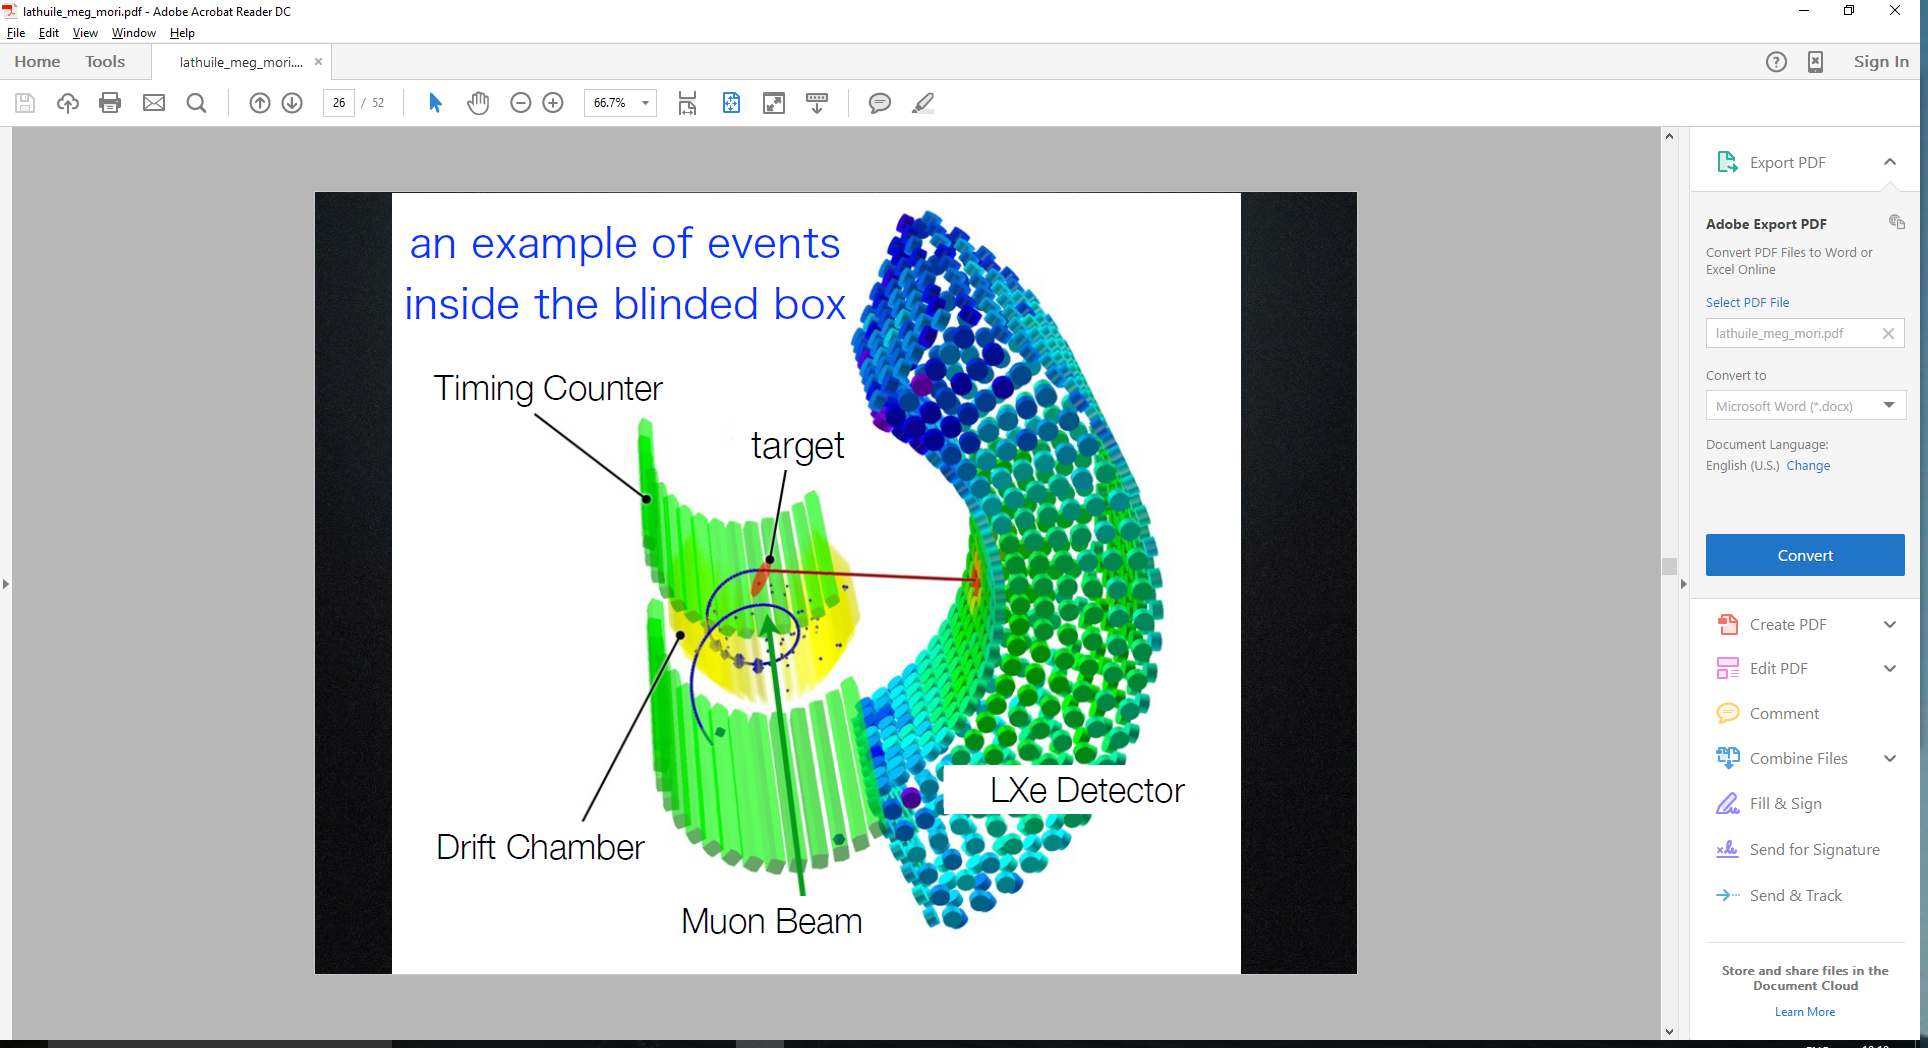 lathuile_meg_mori.pdf - Adobe Acrobat Reader DC
File Edit View Window Help
Home Tools lathuile_meg_mori.... Sign In
26 / 52 66.7%
an example of events
inside the blinded box
Timing Counter
target
LXe Detector
Drift Chamber
Muon Beam
Export PDF
Adobe Export PDF
Convert PDF Files to Word or
Excel Online
Select PDF File
lathuile_meg_mori.pdf
Convert to
Microsoft Word (*.docx)
Document Language:
English (U.S.) Change
Convert
Create PDF
Edit PDF
Comment
Combine Files
Fill & Sign
Send for Signature
Send & Track
Store and share files in the
Document Cloud
Learn More